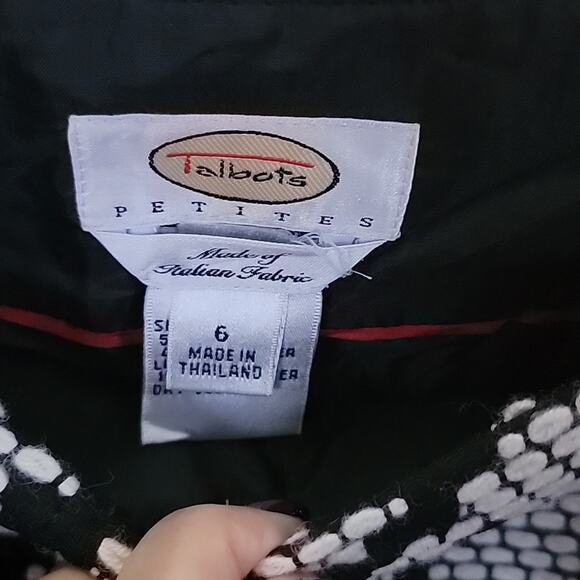 Talbots
PETITES
Made of
Italian Fabric
6
MADE IN
THAILAND